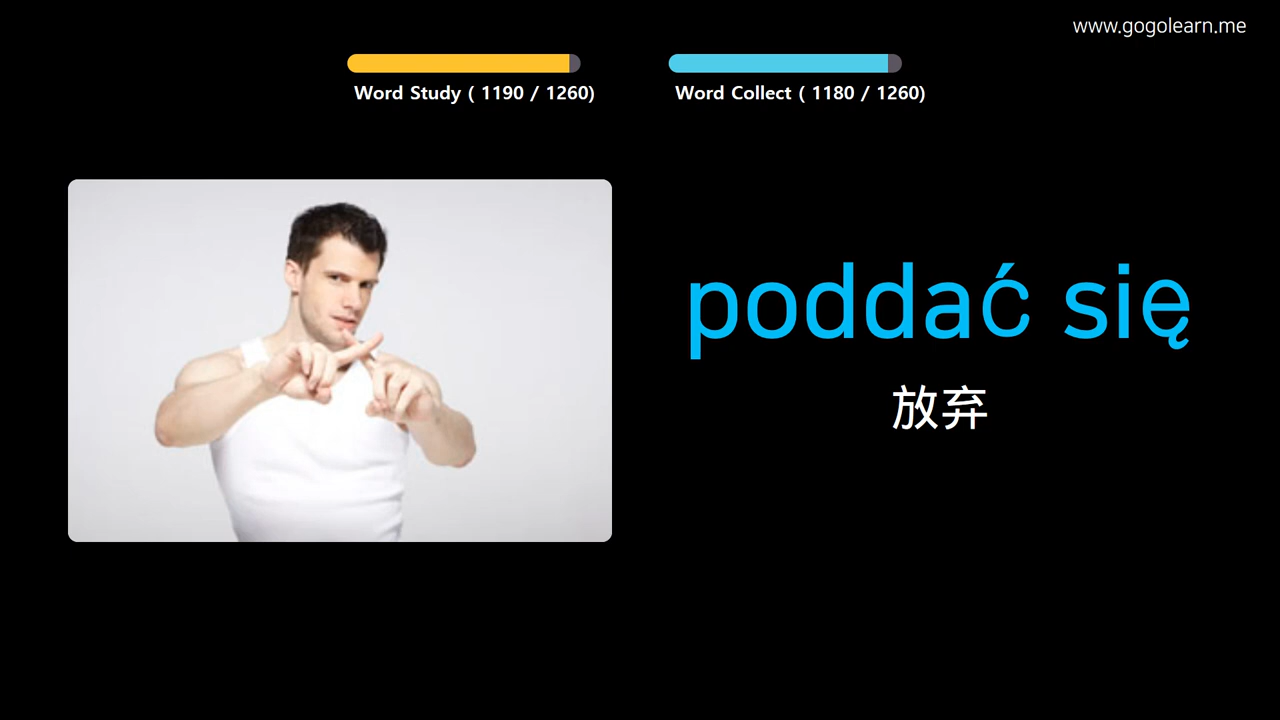 www.gogolearn.me
Word Study ( 1190 / 1260)
Word Collect ( 1180 / 1260)
poddać się
放弃